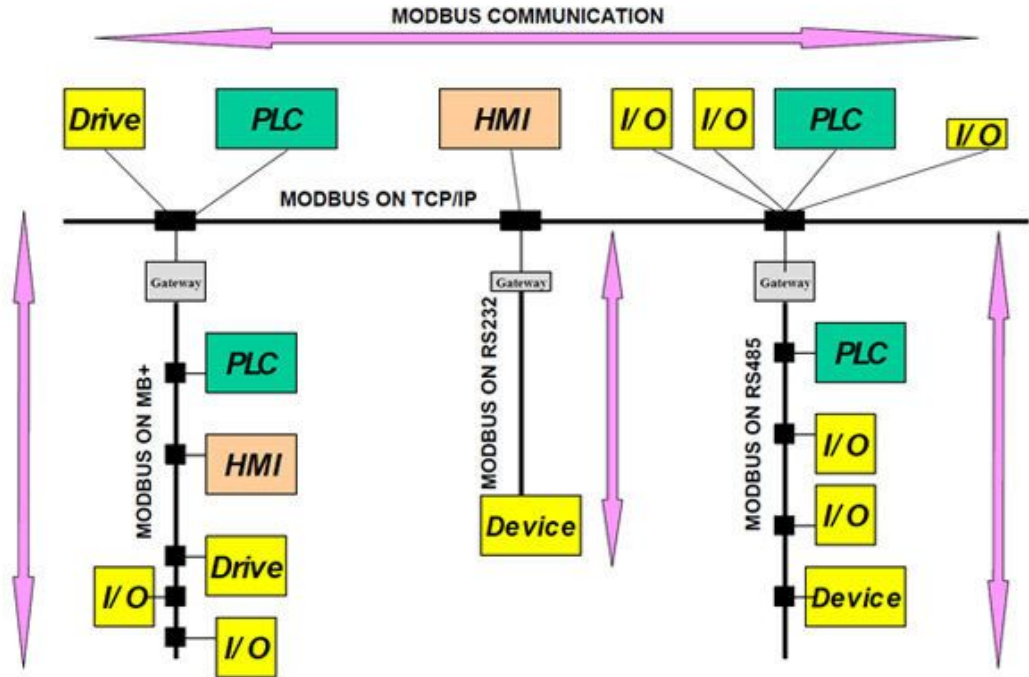 MODBUS COMMUNICATION
Drive
PLC
HMI
I/O
I/O
PLC
I/O
MODBUS ON TCP/IP
Gateway
Gateway
Gateway
MODBUS ON MB+
PLC
HMI
Drive
I/O
I/O
MODBUS ON RS232
Device
MODBUS ON RS485
PLC
I/O
I/O
Device